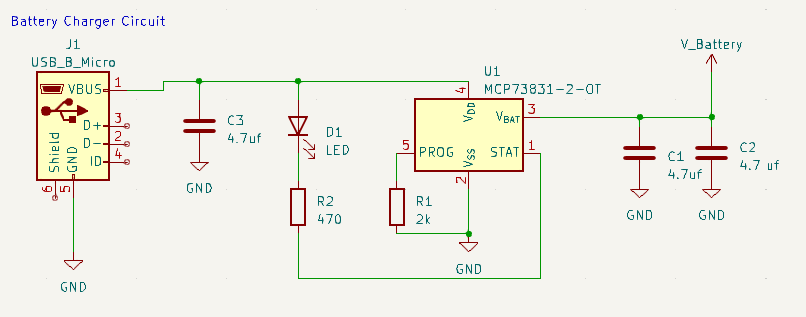 Battery Charger Circuit
J1
USB_B_Micro
VBUS 1
D+ 3
D- 2
ID 4
Shield
GND
6
5
GND
C3
4.7uf
GND
D1
LED
R2
470
U1
MCP73831-2-OT
4
VDD
VBAT 3
5 PROG
STAT 1
VSS
2
R1
2k
GND
V_Battery
C1
4.7uf
GND
C2
4.7 uf
GND